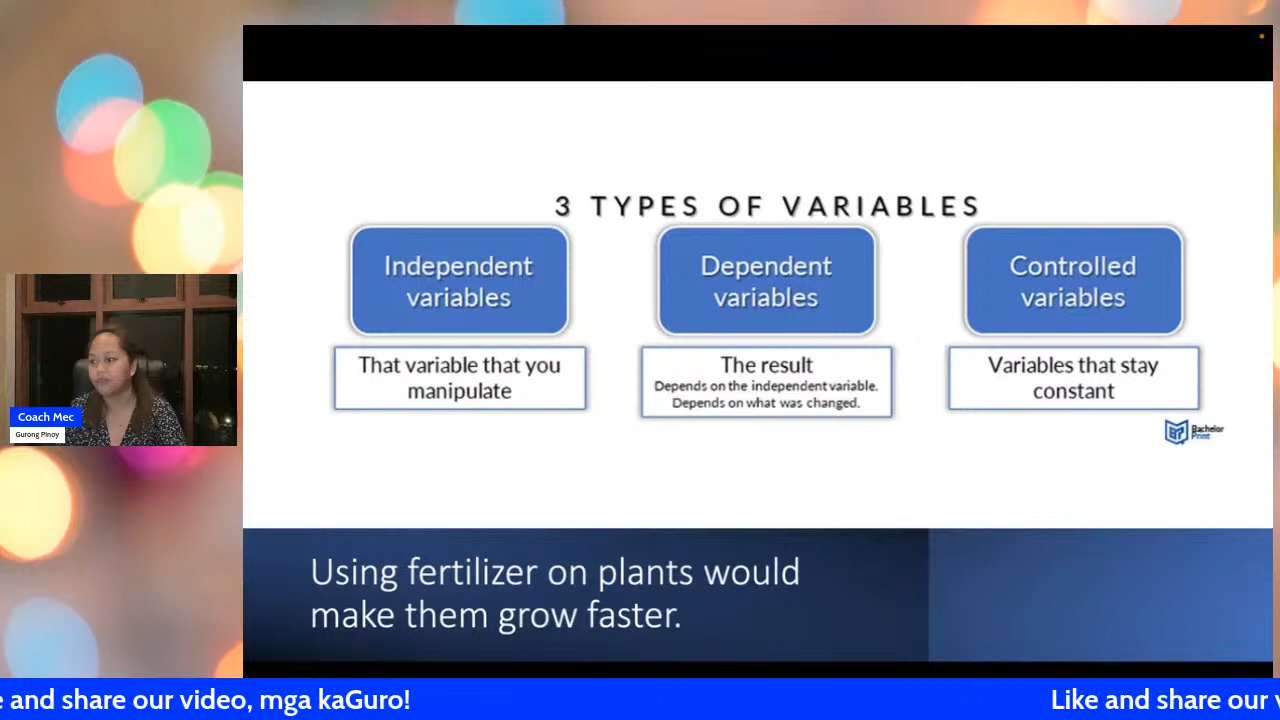 3 TYPES OF VARIABLES
Independent
variables
That variable that you
manipulate
Dependent
variables
The result
Depends on the independent variable.
Depends on what was changed.
Controlled
variables
Variables that stay
constant
Bachelor
Print
Coach Mec
Gurong Pinoy
Using fertilizer on plants would
make them grow faster.
e and share our video, mga kaGuro!
Like and share our v